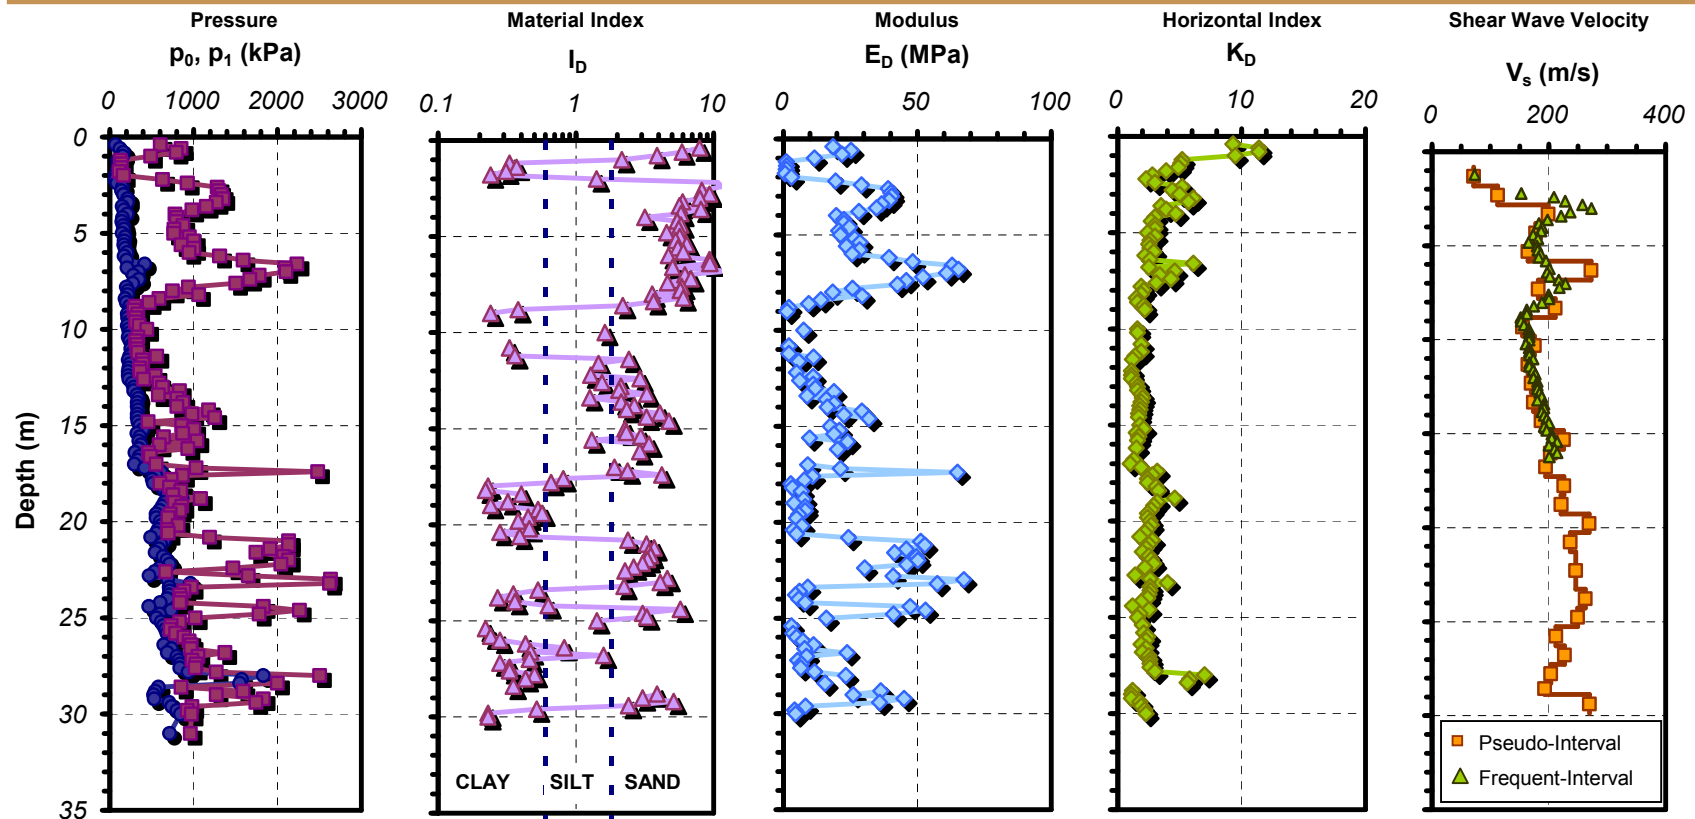 Pressure
Material Index
Modulus
Horizontal Index
Shear Wave Velocity
p0, p1 (kPa)
ID
ED (MPa)
KD
Vs (m/s)
0 1000 2000 3000
0.1 1 10
0 50 100
0 10 20
0 200 400
0
5
10
15
20
25
30
35
Depth (m)
CLAY
SILT
SAND
Pseudo-Interval
Frequent-Interval